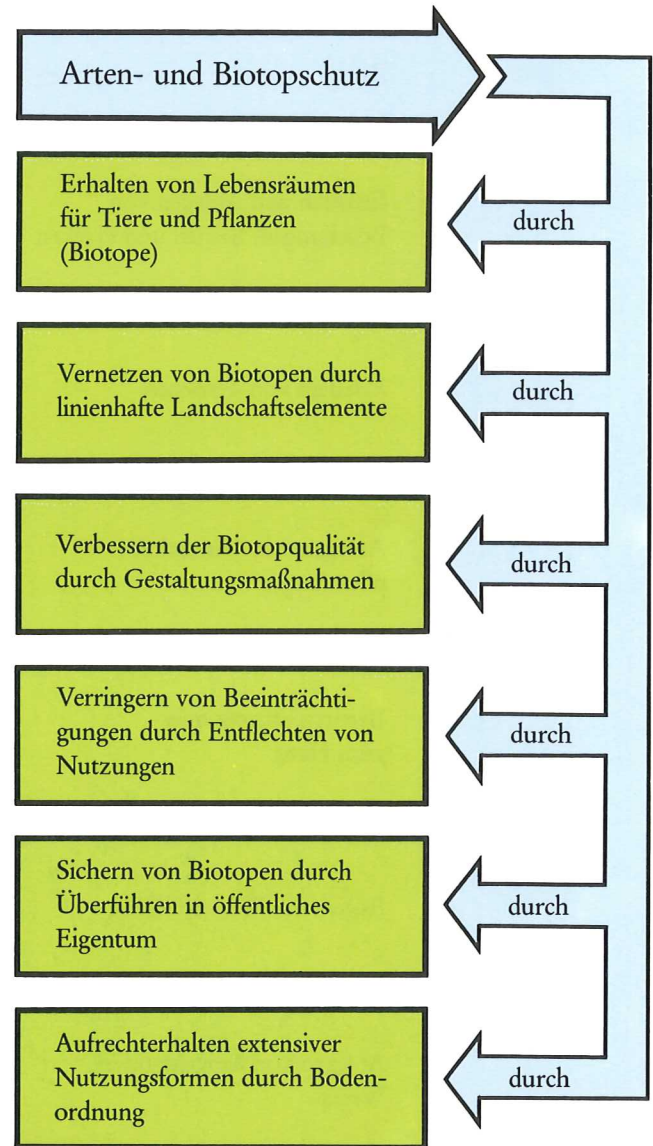 Arten- und Biotopschutz
Erhalten von Lebensräumen
für Tiere und Pflanzen
(Biotope)
durch
Vernetzen von Biotopen durch
linienhafte Landschaftselemente
durch
Verbessern der Biotopqualität
durch Gestaltungsmaßnahmen
durch
Verringern von Beeinträchti-
gungen durch Entflechten von
Nutzungen
durch
Sichern von Biotopen durch
Überführen in öffentliches
Eigentum
durch
Aufrechterhalten extensiver
Nutzungsformen durch Boden-
ordnung
durch